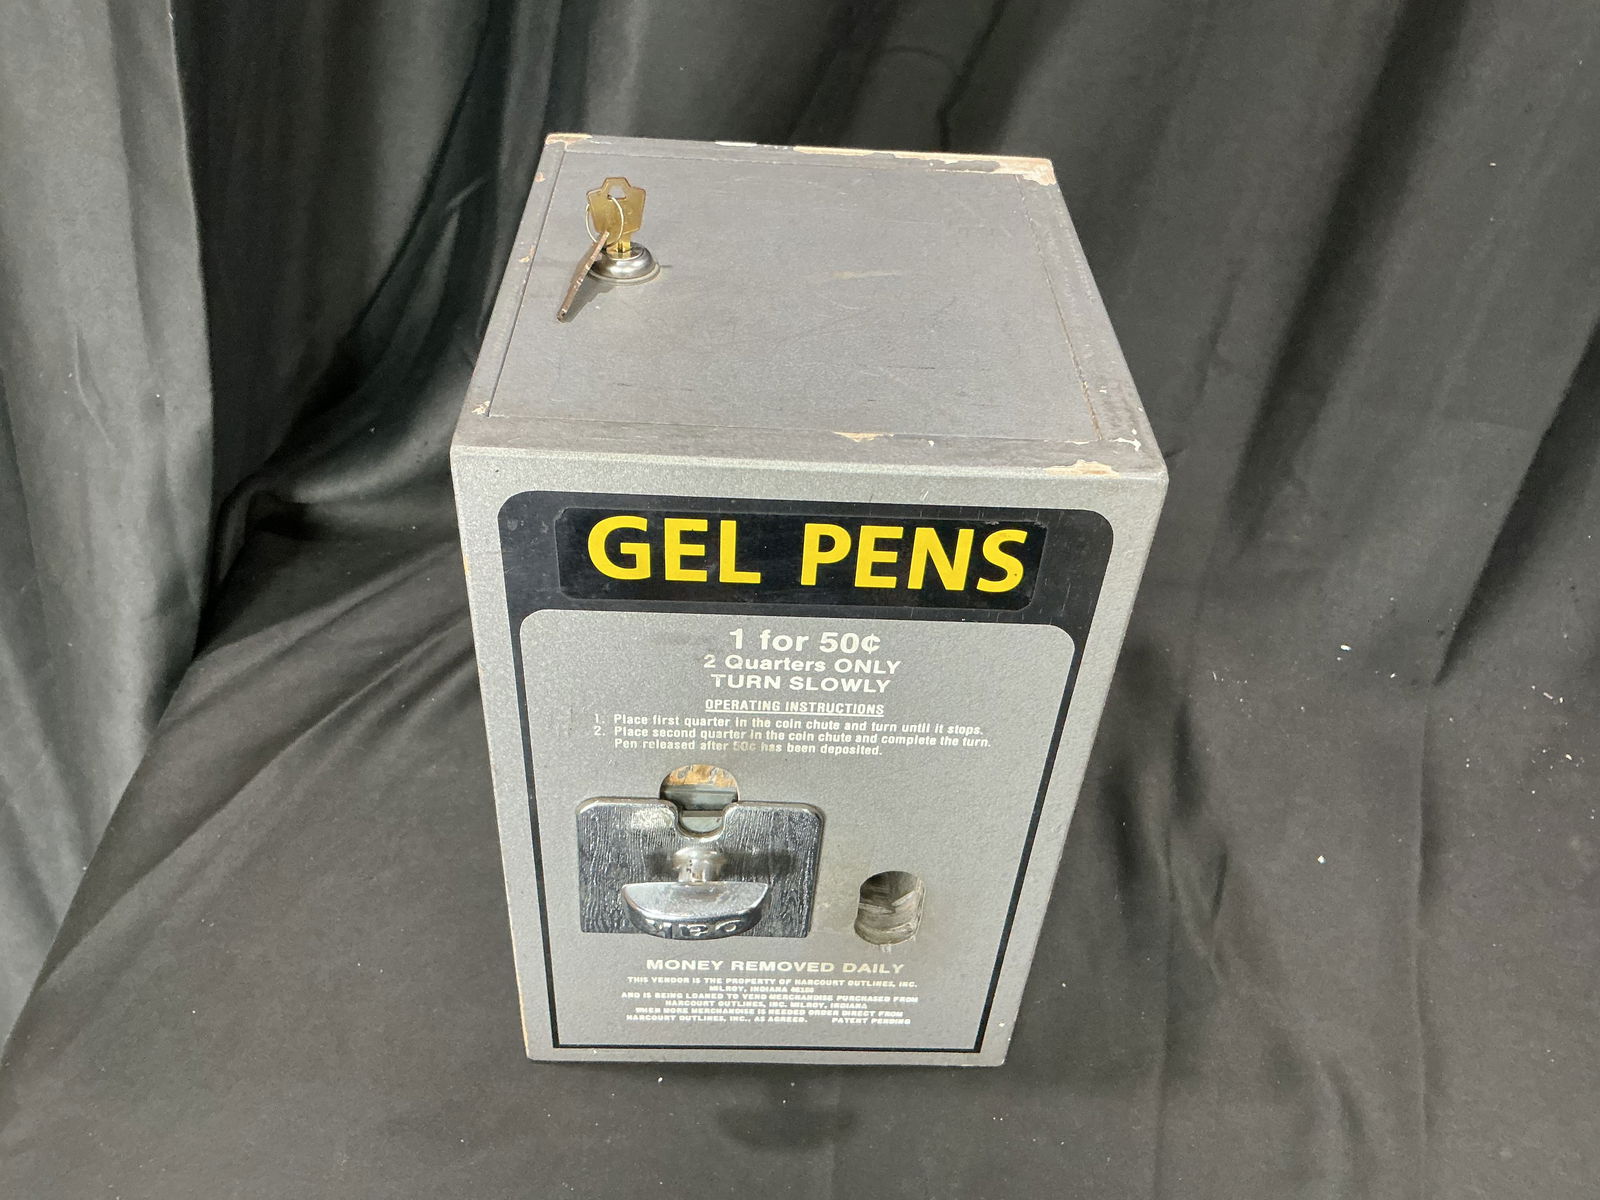 GEL PENS
1 for 50¢
2 Quarters ONLY
TURN SLOWLY
OPERATING INSTRUCTIONS
1. Place first quarter in the coin chute and turn until it stops.
2. Place second quarter in the coin chute and complete the turn.
Pen released after 50¢ has been deposited.
MONEY REMOVED DAILY
THIS VENDOR IS THE PROPERTY OF HARCOURT OUTLINES, INC.
MILROY, INDIANA
AND IS BEING LOANED TO VEND MERCHANDISE PURCHASED FROM
HARCOURT OUTLINES, INC. MILROY, INDIANA
WHEN MORE MERCHANDISE IS NEEDED ORDER DIRECT FROM
HARCOURT OUTLINES, INC., AS AGREED. PATENT PENDING